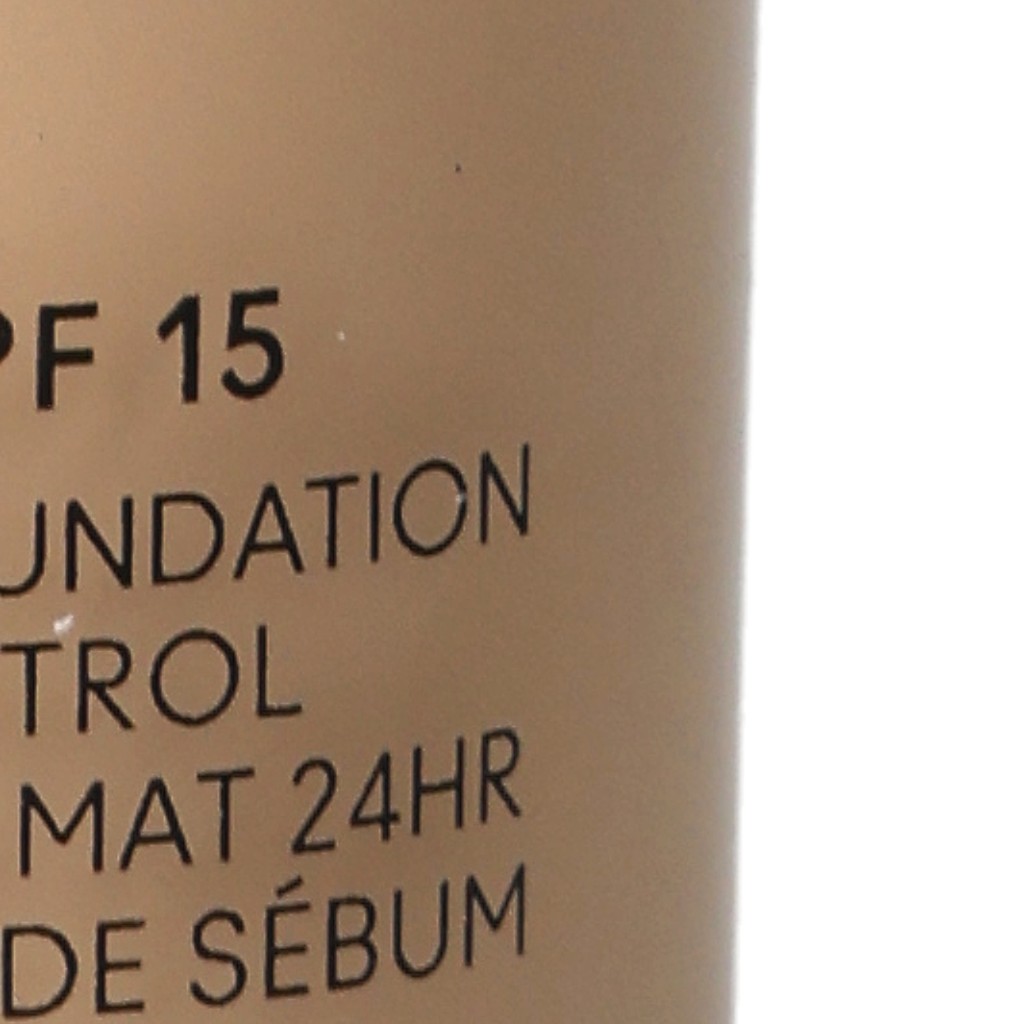 PF 15
UNDATION
TROL
MAT 24HR
DE SÉBUM